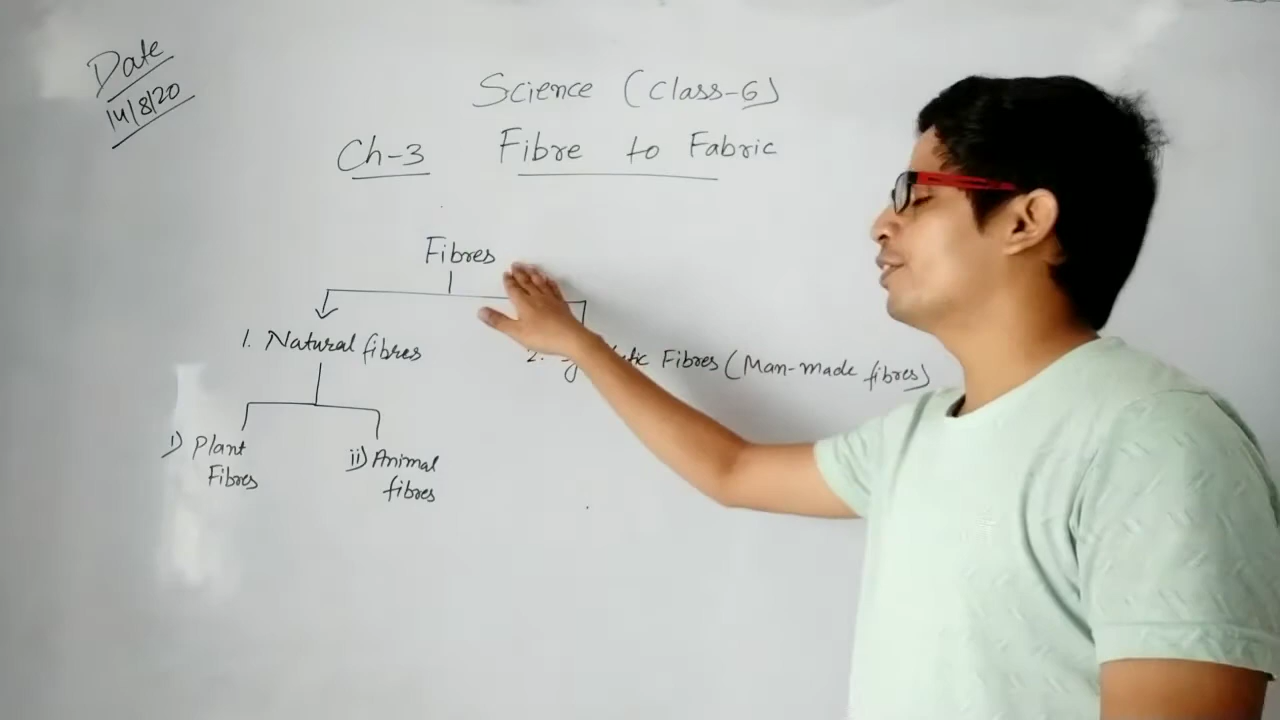 Date
14/8/20
Science (Class-6)
Ch-3 Fibre to Fabric
Fibres
1. Natural fibres
2. Fibres (Man-made fibres)
i) Plant
Fibres
ii) Animal
fibres